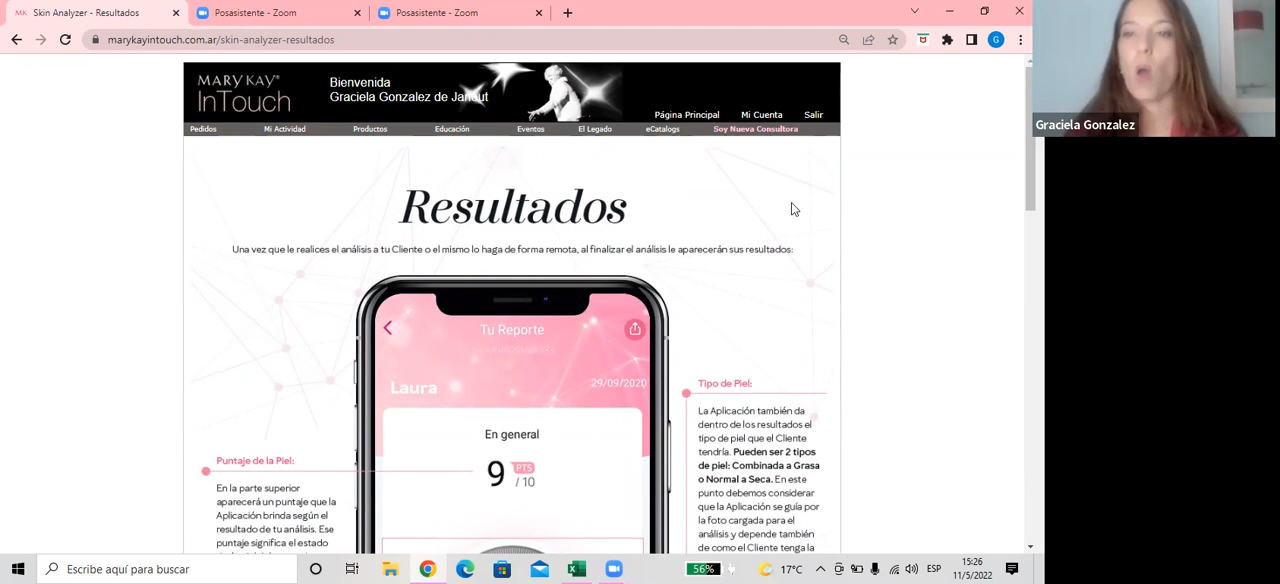 Skin Analyzer - Resultados
Posasistente - Zoom
Posasistente - Zoom
marykayintouch.com.ar/skin-analyzer-resultados
MARY KAY®
InTouch
Bienvenida
Graciela Gonzalez de Janeut
Página Principal
Mi Cuenta
Salir
Pedidos
Mi Actividad
Productos
Educación
Eventos
El Legado
eCatalogs
Soy Nueva Consultora
Resultados
Una vez que le realices el análisis a tu Cliente o el mismo lo haga de forma remota, al finalizar el análisis le aparecerán sus resultados:
Tu Reporte
Laura
29/09/2020
En general
9 PTS / 10
Puntaje de la Piel:
En la parte superior
aparecerá un puntaje que la
Aplicación brinda según el
resultado de tu análisis. Ese
puntaje significa el estado
Tipo de Piel:
La Aplicación también da
dentro de los resultados el
tipo de piel que el Cliente
tendría. Pueden ser 2 tipos
de piel: Combinada a Grasa
o Normal a Seca. En este
punto debemos considerar
que la Aplicación se guía por
la foto cargada para el
análisis y depende también
de como el Cliente tenga la
Graciela Gonzalez
Escribe aquí para buscar
56%
17°C
ESP
15:26
11/5/2022